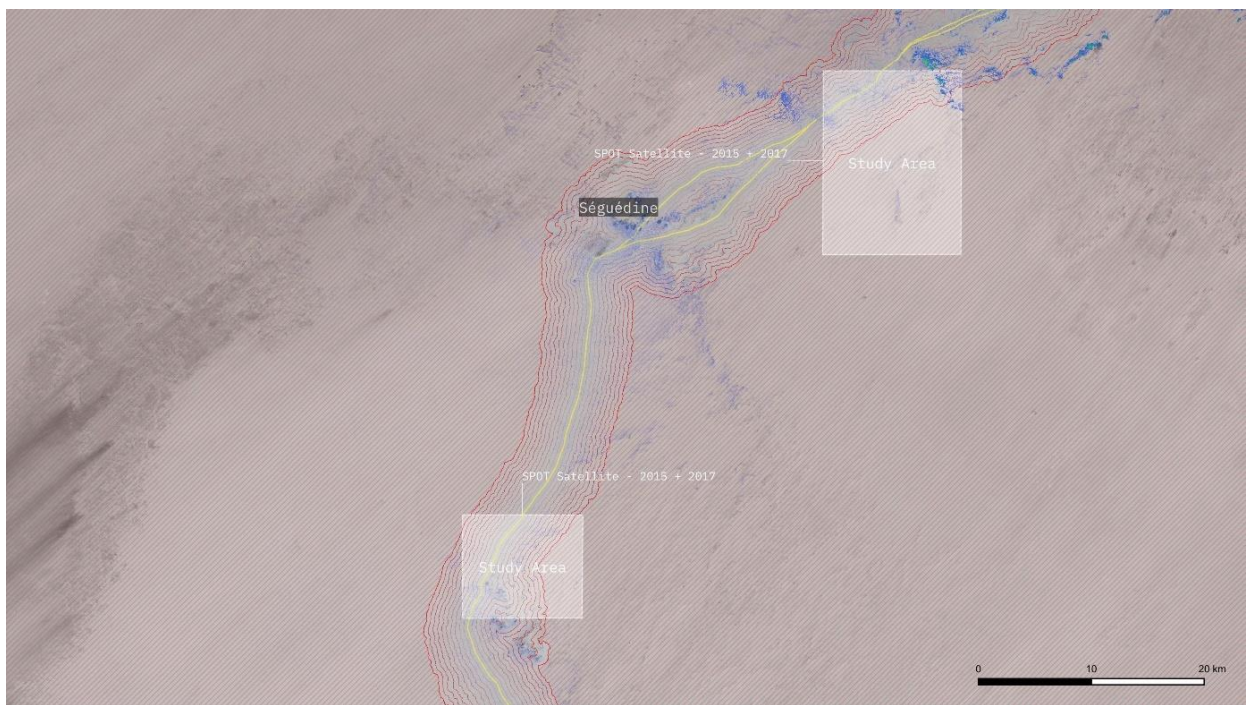 SPOT Satellite - 2015 + 2017
Study Area
Séguédine
SPOT Satellite - 2015 + 2017
Study Area
0 10 20 km